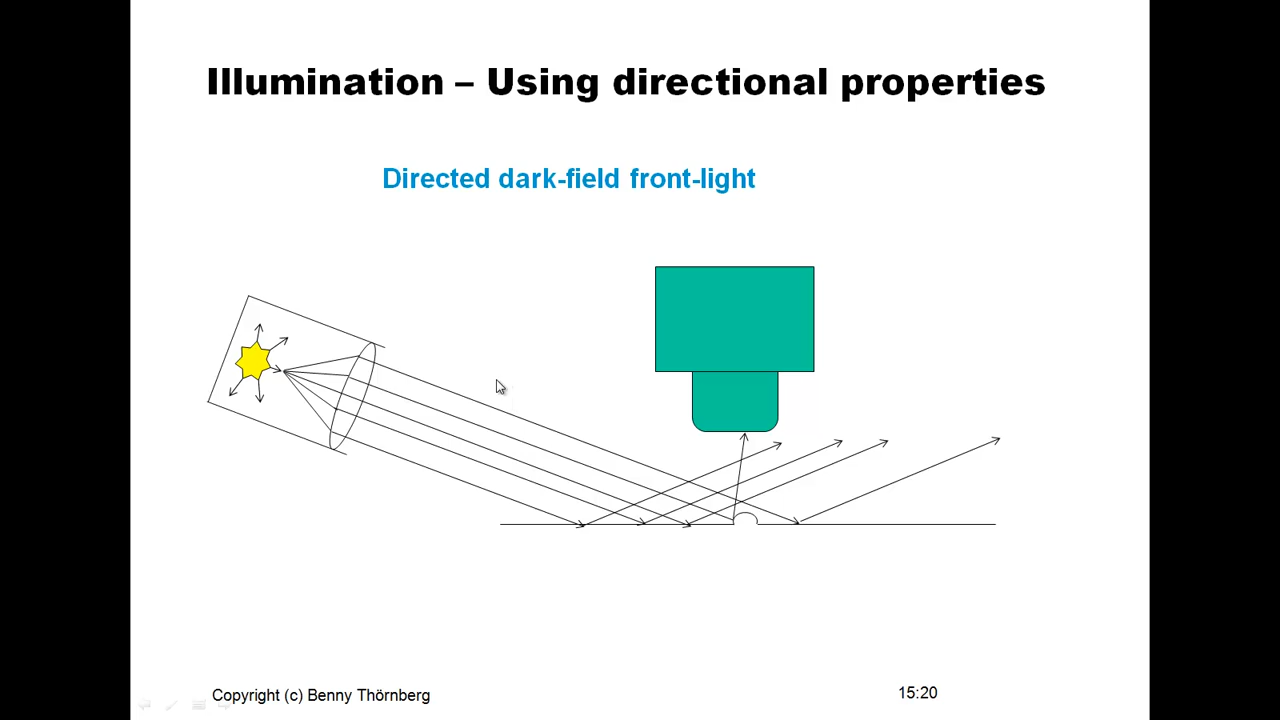 Illumination – Using directional properties
Directed dark-field front-light
Copyright (c) Benny Thörnberg
15:20